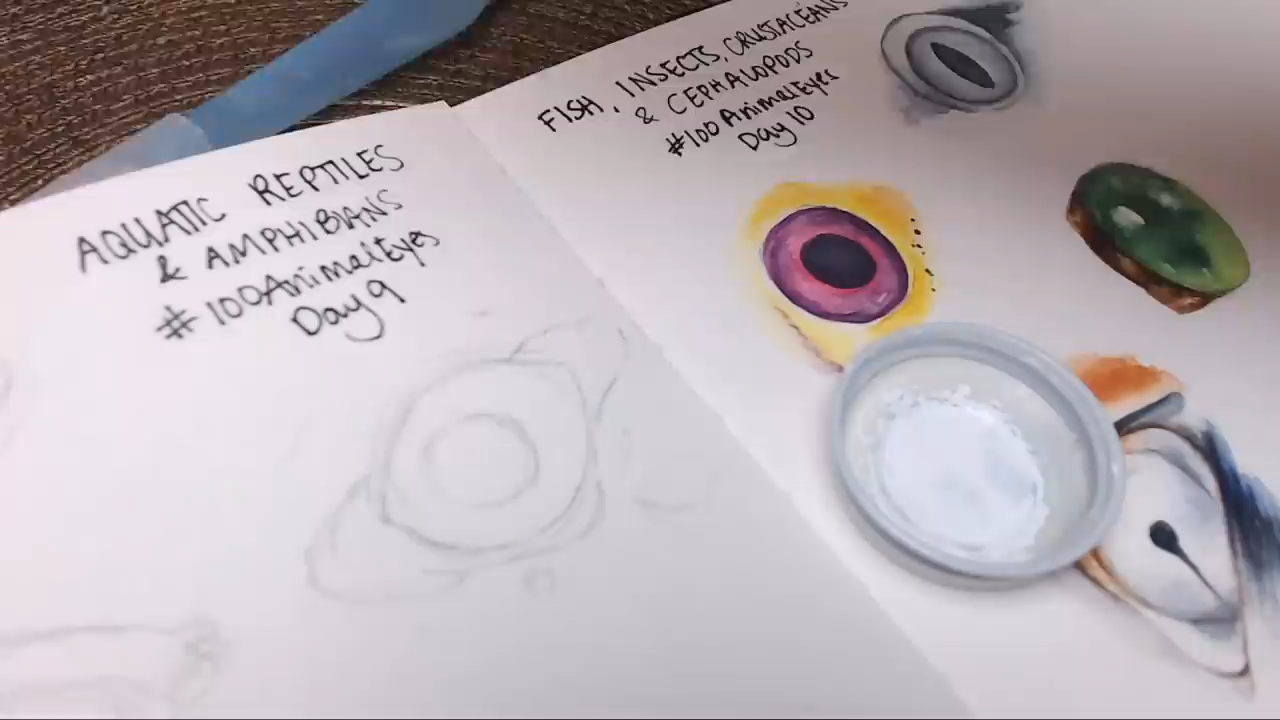 AQUATIC REPTILES
& AMPHIBIANS
#100AnimalEyes
Day 9
FISH, INSECTS, CRUSTACEANS
& CEPHALOPODS
#100AnimalEyes
Day 10